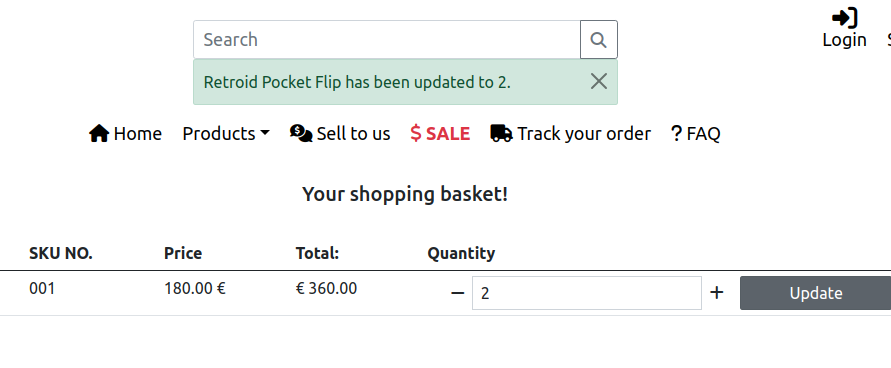 Login
Search
Retroid Pocket Flip has been updated to 2.
Home Products Sell to us $ SALE Track your order ? FAQ
Your shopping basket!
SKU NO. Price Total: Quantity
001 180.00 € € 360.00 − 2 + Update